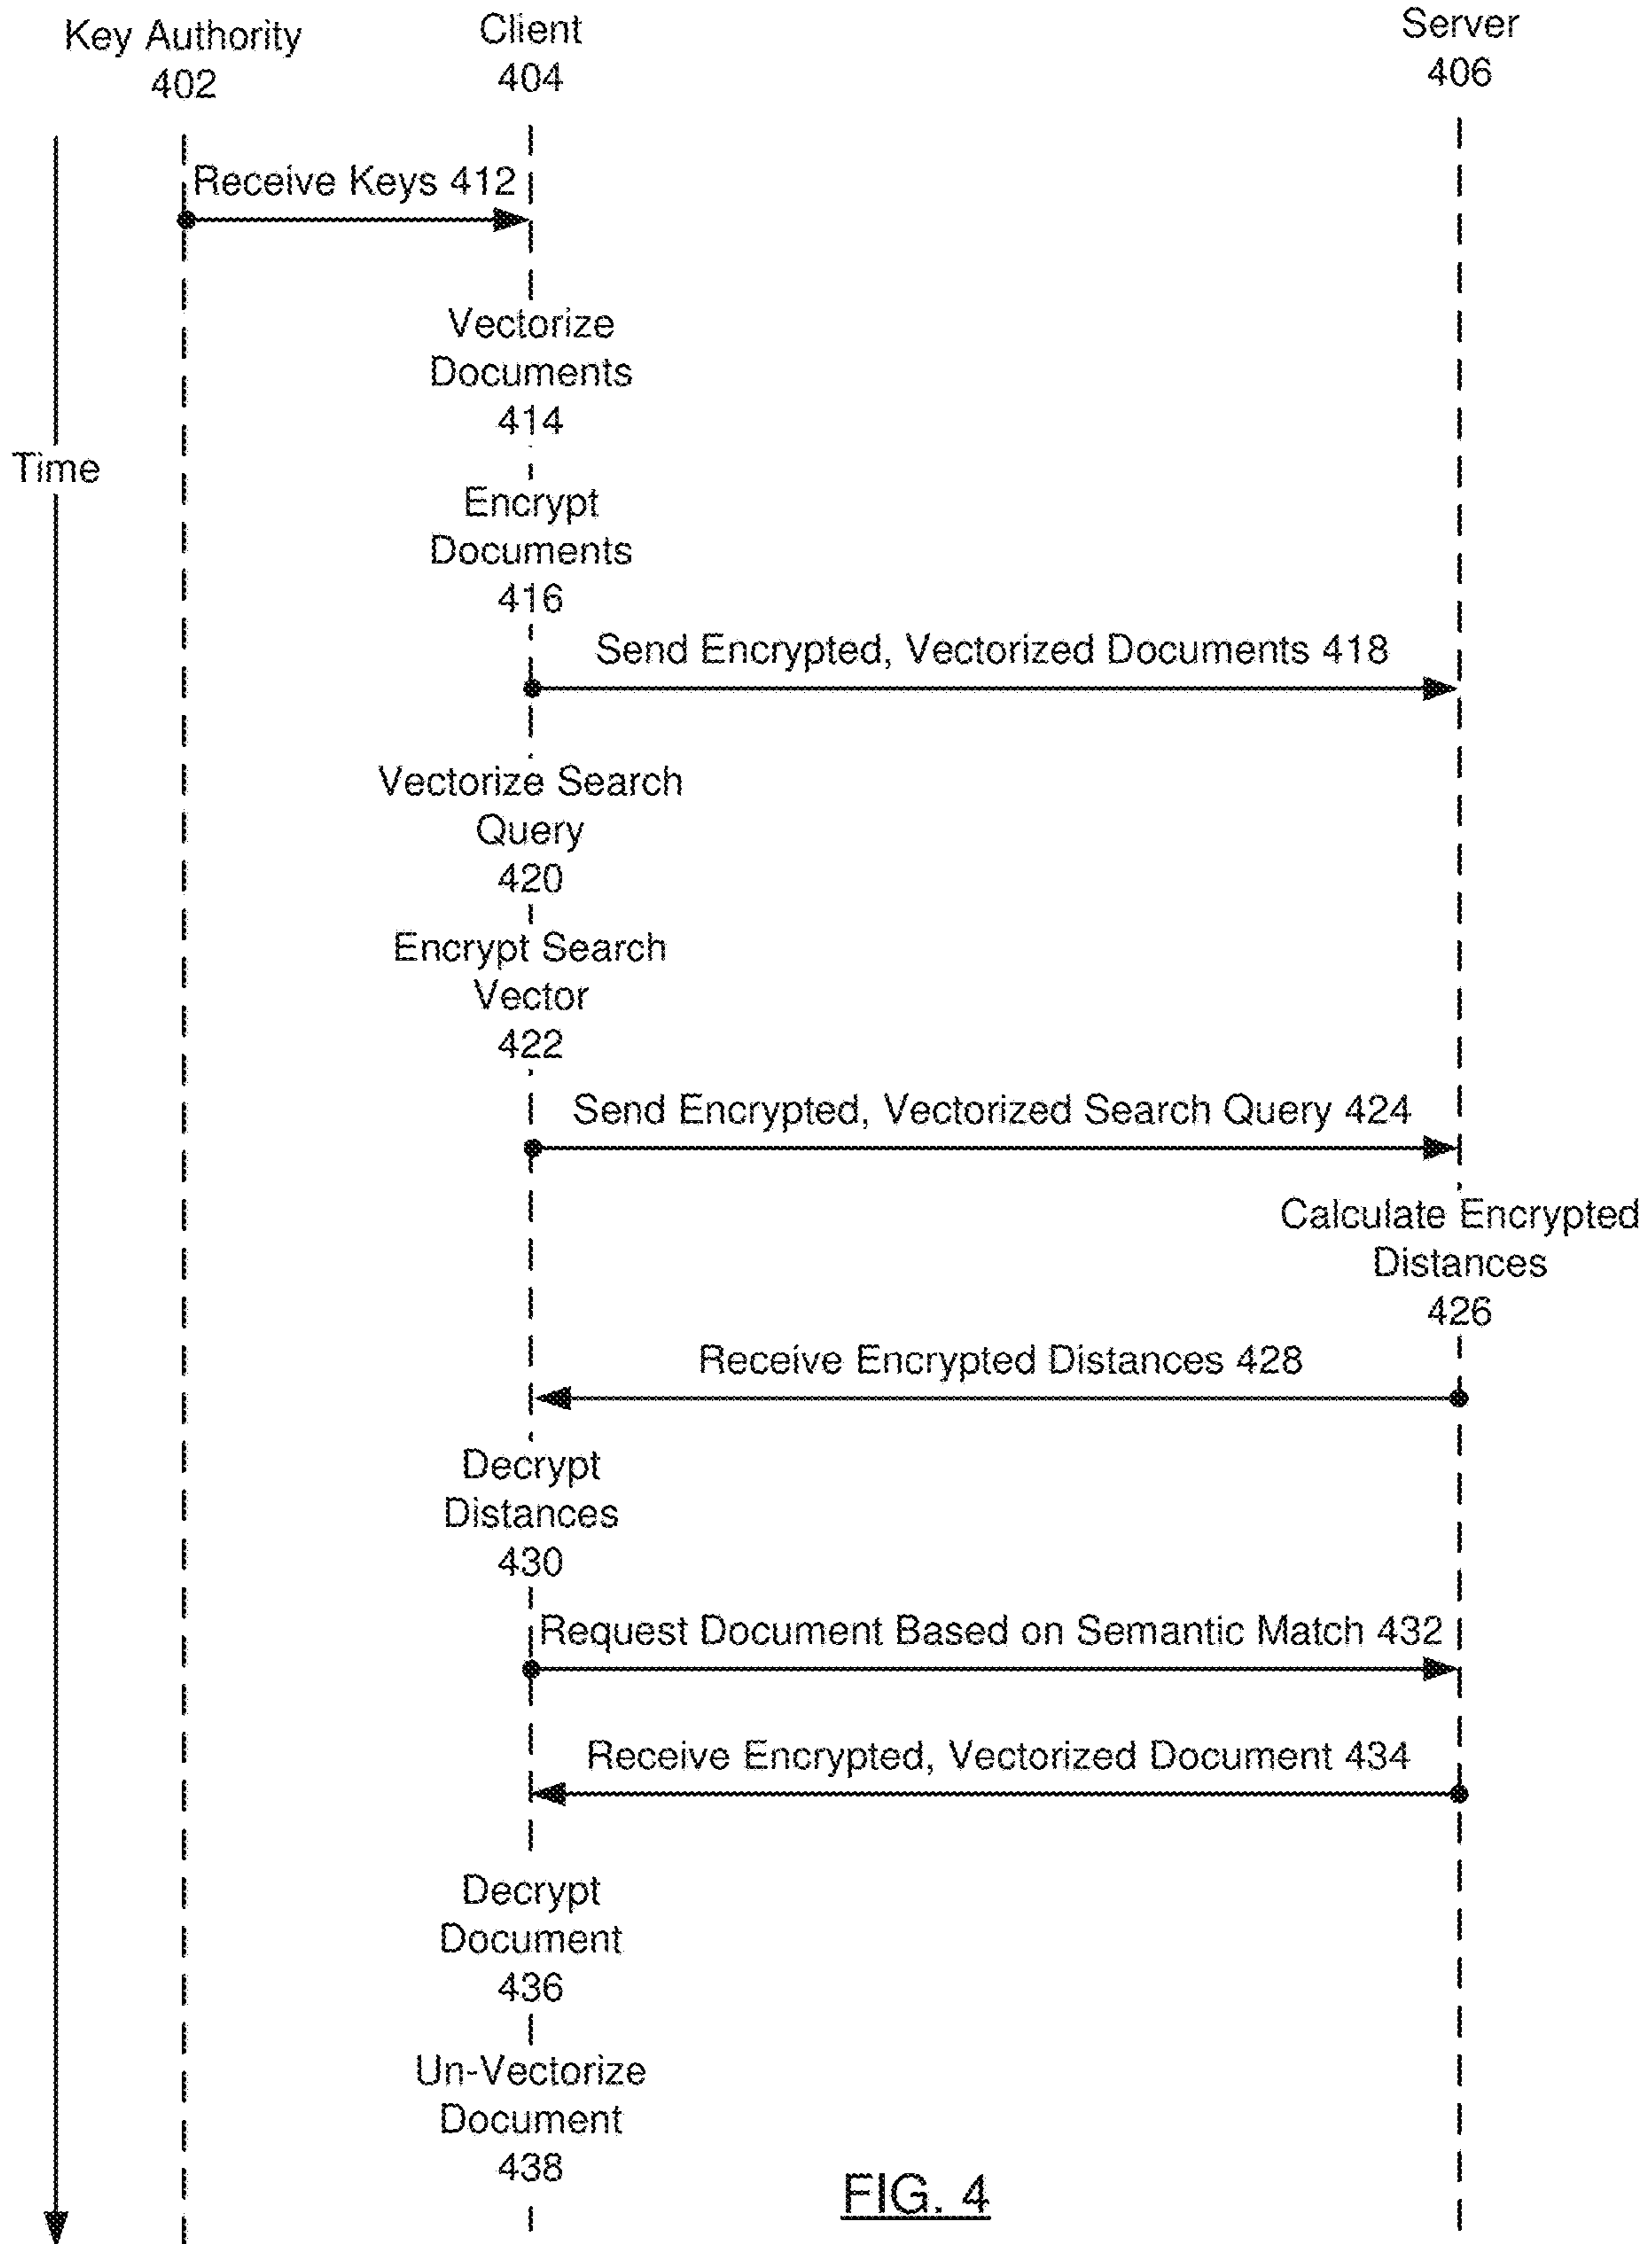 Key Authority
402
Client
404
Server
406
Receive Keys 412
Vectorize
Documents
414
Time
Encrypt
Documents
416
Send Encrypted, Vectorized Documents 418
Vectorize Search
Query
420
Encrypt Search
Vector
422
Send Encrypted, Vectorized Search Query 424
Calculate Encrypted
Distances
426
Receive Encrypted Distances 428
Decrypt
Distances
430
Request Document Based on Semantic Match 432
Receive Encrypted, Vectorized Document 434
Decrypt
Document
436
Un-Vectorize
Document
438
FIG. 4